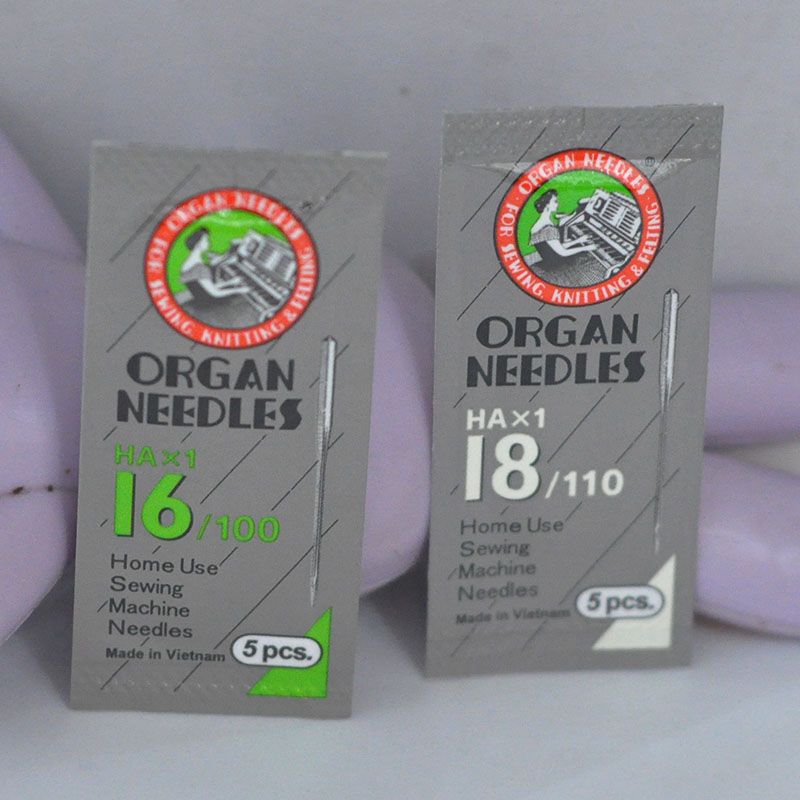 ORGAN NEEDLES
FOR SEWING, KNITTING & FELTING
ORGAN
NEEDLES
HA×1
16/100
Home Use
Sewing
Machine
Needles
Made in Vietnam
5 pcs.
ORGAN NEEDLES
FOR SEWING, KNITTING & FELTING
ORGAN
NEEDLES
HA×1
18/110
Home Use
Sewing
Machine
Needles
Made in Vietnam
5 pcs.